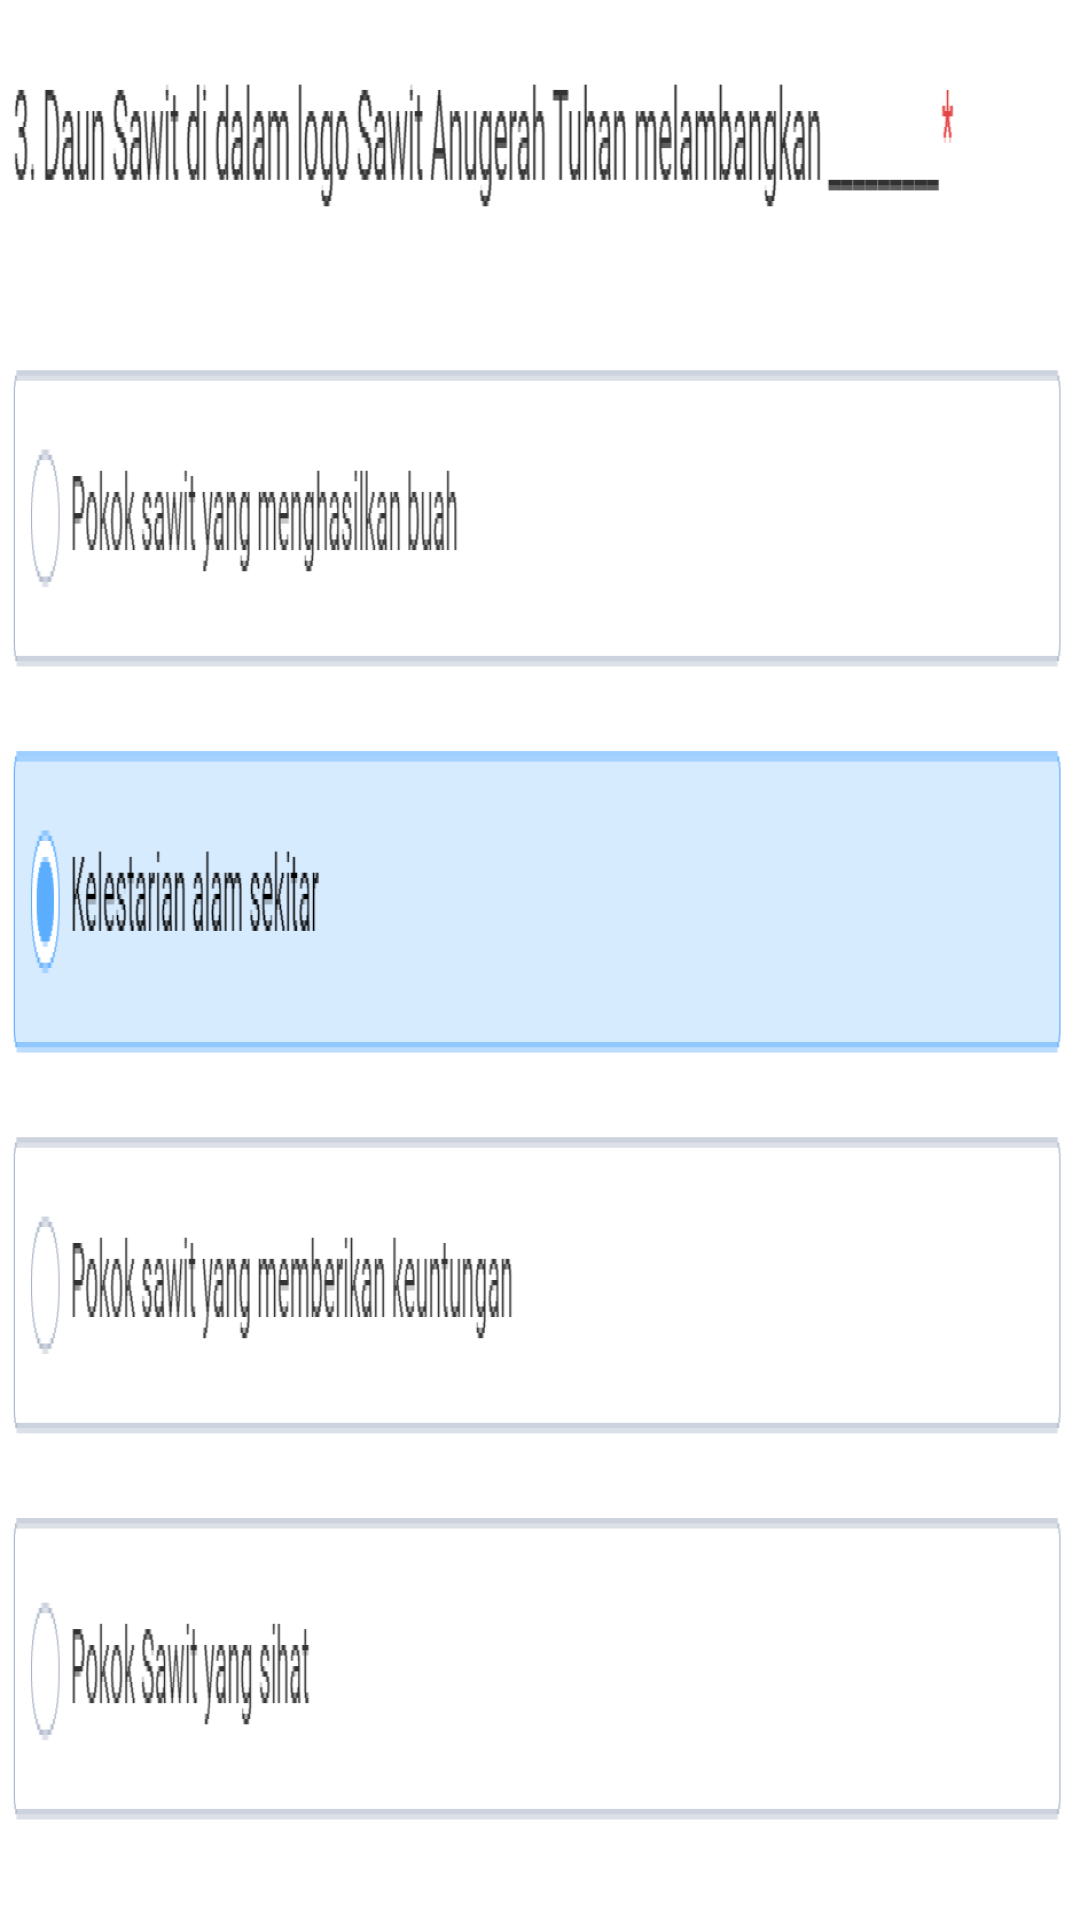 3. Daun Sawit di dalam logo Sawit Anugerah Tuhan melambangkan _________ *
Pokok sawit yang menghasilkan buah
Kelestarian alam sekitar
Pokok sawit yang memberikan keuntungan
Pokok Sawit yang sihat